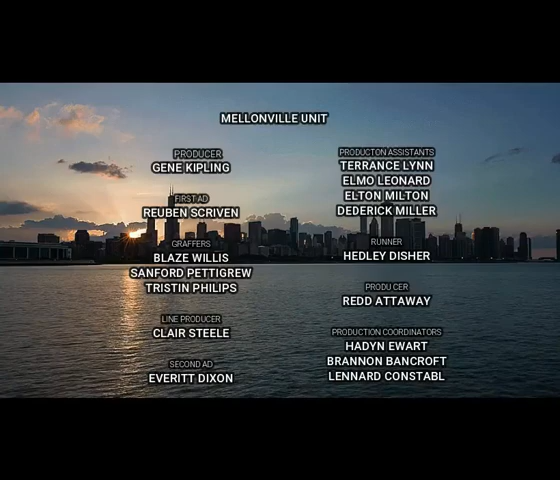 MELLONVILLE UNIT
PRODUCER
GENE KIPLING
FIRST AD
REUBEN SCRIVEN
GRAFFERS
BLAZE WILLIS
SANFORD PETTIGREW
TRISTIN PHILIPS
LINE PRODUCER
CLAIR STEELE
SECOND AD
EVERITT DIXON
PRODUCTON ASSISTANTS
TERRANCE LYNN
ELMO LEONARD
ELTON MILTON
DEDERICK MILLER
RUNNER
HEDLEY DISHER
PRODUCER
REDD ATTAWAY
PRODUCTION COORDINATORS
HADYN EWART
BRANNON BANCROFT
LENNARD CONSTABL